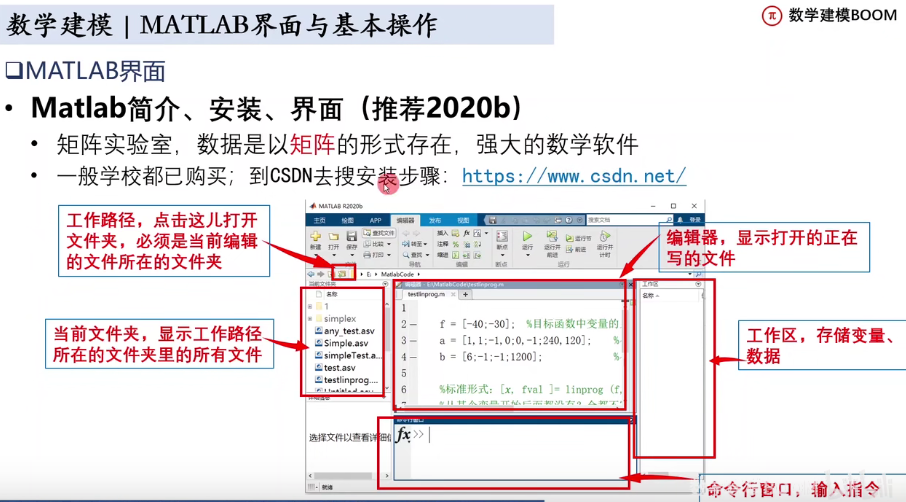 数学建模 | MATLAB界面与基本操作
数学建模BOOM
MATLAB界面
Matlab简介、安装、界面（推荐2020b）
矩阵实验室，数据是以矩阵的形式存在，强大的数学软件
一般学校都已购买；到CSDN去搜安装步骤：https://www.csdn.net/
工作路径，点击这儿打开
文件夹，必须是当前编辑
的文件所在的文件夹
当前文件夹，显示工作路径
所在的文件夹里的所有文件
MATLAB R2020b
主页 绘图 APP 编辑器 发布 视图
搜索文档
登录
新建 打开 保存
查找文件
比较
打印
转至
查找
导航
插入
注释
缩进
编辑
断点
运行
运行并前进
运行节
前进
运行并计时
运行
E: MatlabCode
当前文件夹
名称
1
simplex
any_test.asv
Simple.asv
simpleTest.a...
test.asv
testlinprog....
Untitled.asv
选择文件以查看详细信
就绪
编辑器 - E:\MatlabCode\testlinprog.m
testlinprog.m
1
2 f = [-40;-30]; %目标函数中变量的
3 a = [1,1;-1,0;0,-1;240,120]; %
4 b = [6;-1;-1;1200]; %
5
6 %标准形式：[x, fval ]= linprog (f,
命令行窗口
fx >>
工作区
名称
编辑器，显示打开的正在
写的文件
工作区，存储变量、
数据
命令行窗口，输入指令